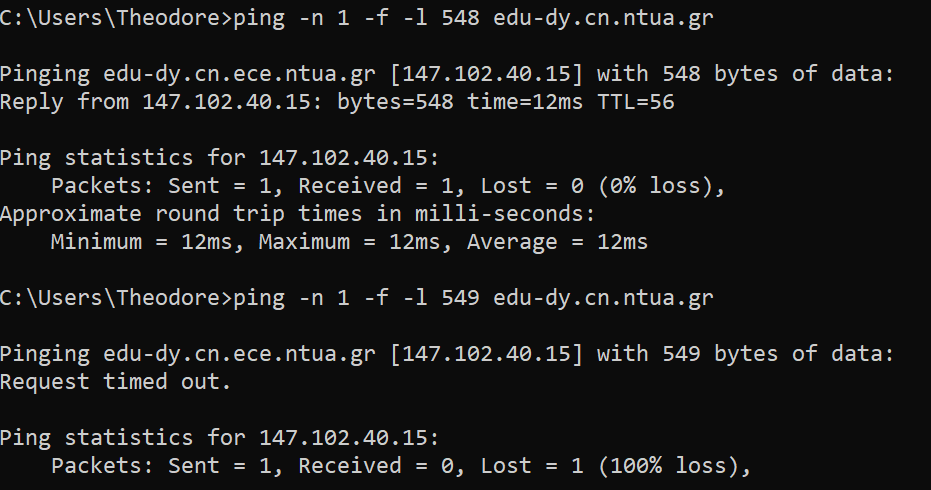 C:\Users\Theodore>ping -n 1 -f -l 548 edu-dy.cn.ntua.gr
Pinging edu-dy.cn.ece.ntua.gr [147.102.40.15] with 548 bytes of data:
Reply from 147.102.40.15: bytes=548 time=12ms TTL=56
Ping statistics for 147.102.40.15:
    Packets: Sent = 1, Received = 1, Lost = 0 (0% loss),
Approximate round trip times in milli-seconds:
    Minimum = 12ms, Maximum = 12ms, Average = 12ms
C:\Users\Theodore>ping -n 1 -f -l 549 edu-dy.cn.ntua.gr
Pinging edu-dy.cn.ece.ntua.gr [147.102.40.15] with 549 bytes of data:
Request timed out.
Ping statistics for 147.102.40.15:
    Packets: Sent = 1, Received = 0, Lost = 1 (100% loss),